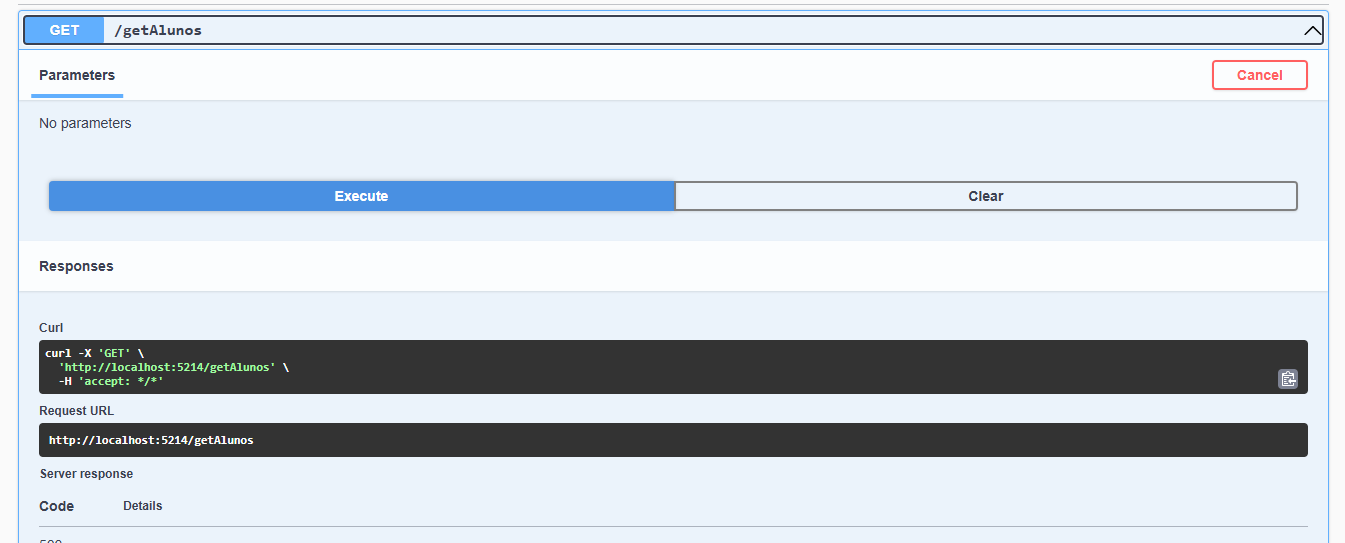 GET /getAlunos
Parameters
Cancel
No parameters
Execute
Clear
Responses
Curl
curl -X 'GET' \
'http://localhost:5214/getAlunos' \
-H 'accept: */*'
Request URL
http://localhost:5214/getAlunos
Server response
Code Details